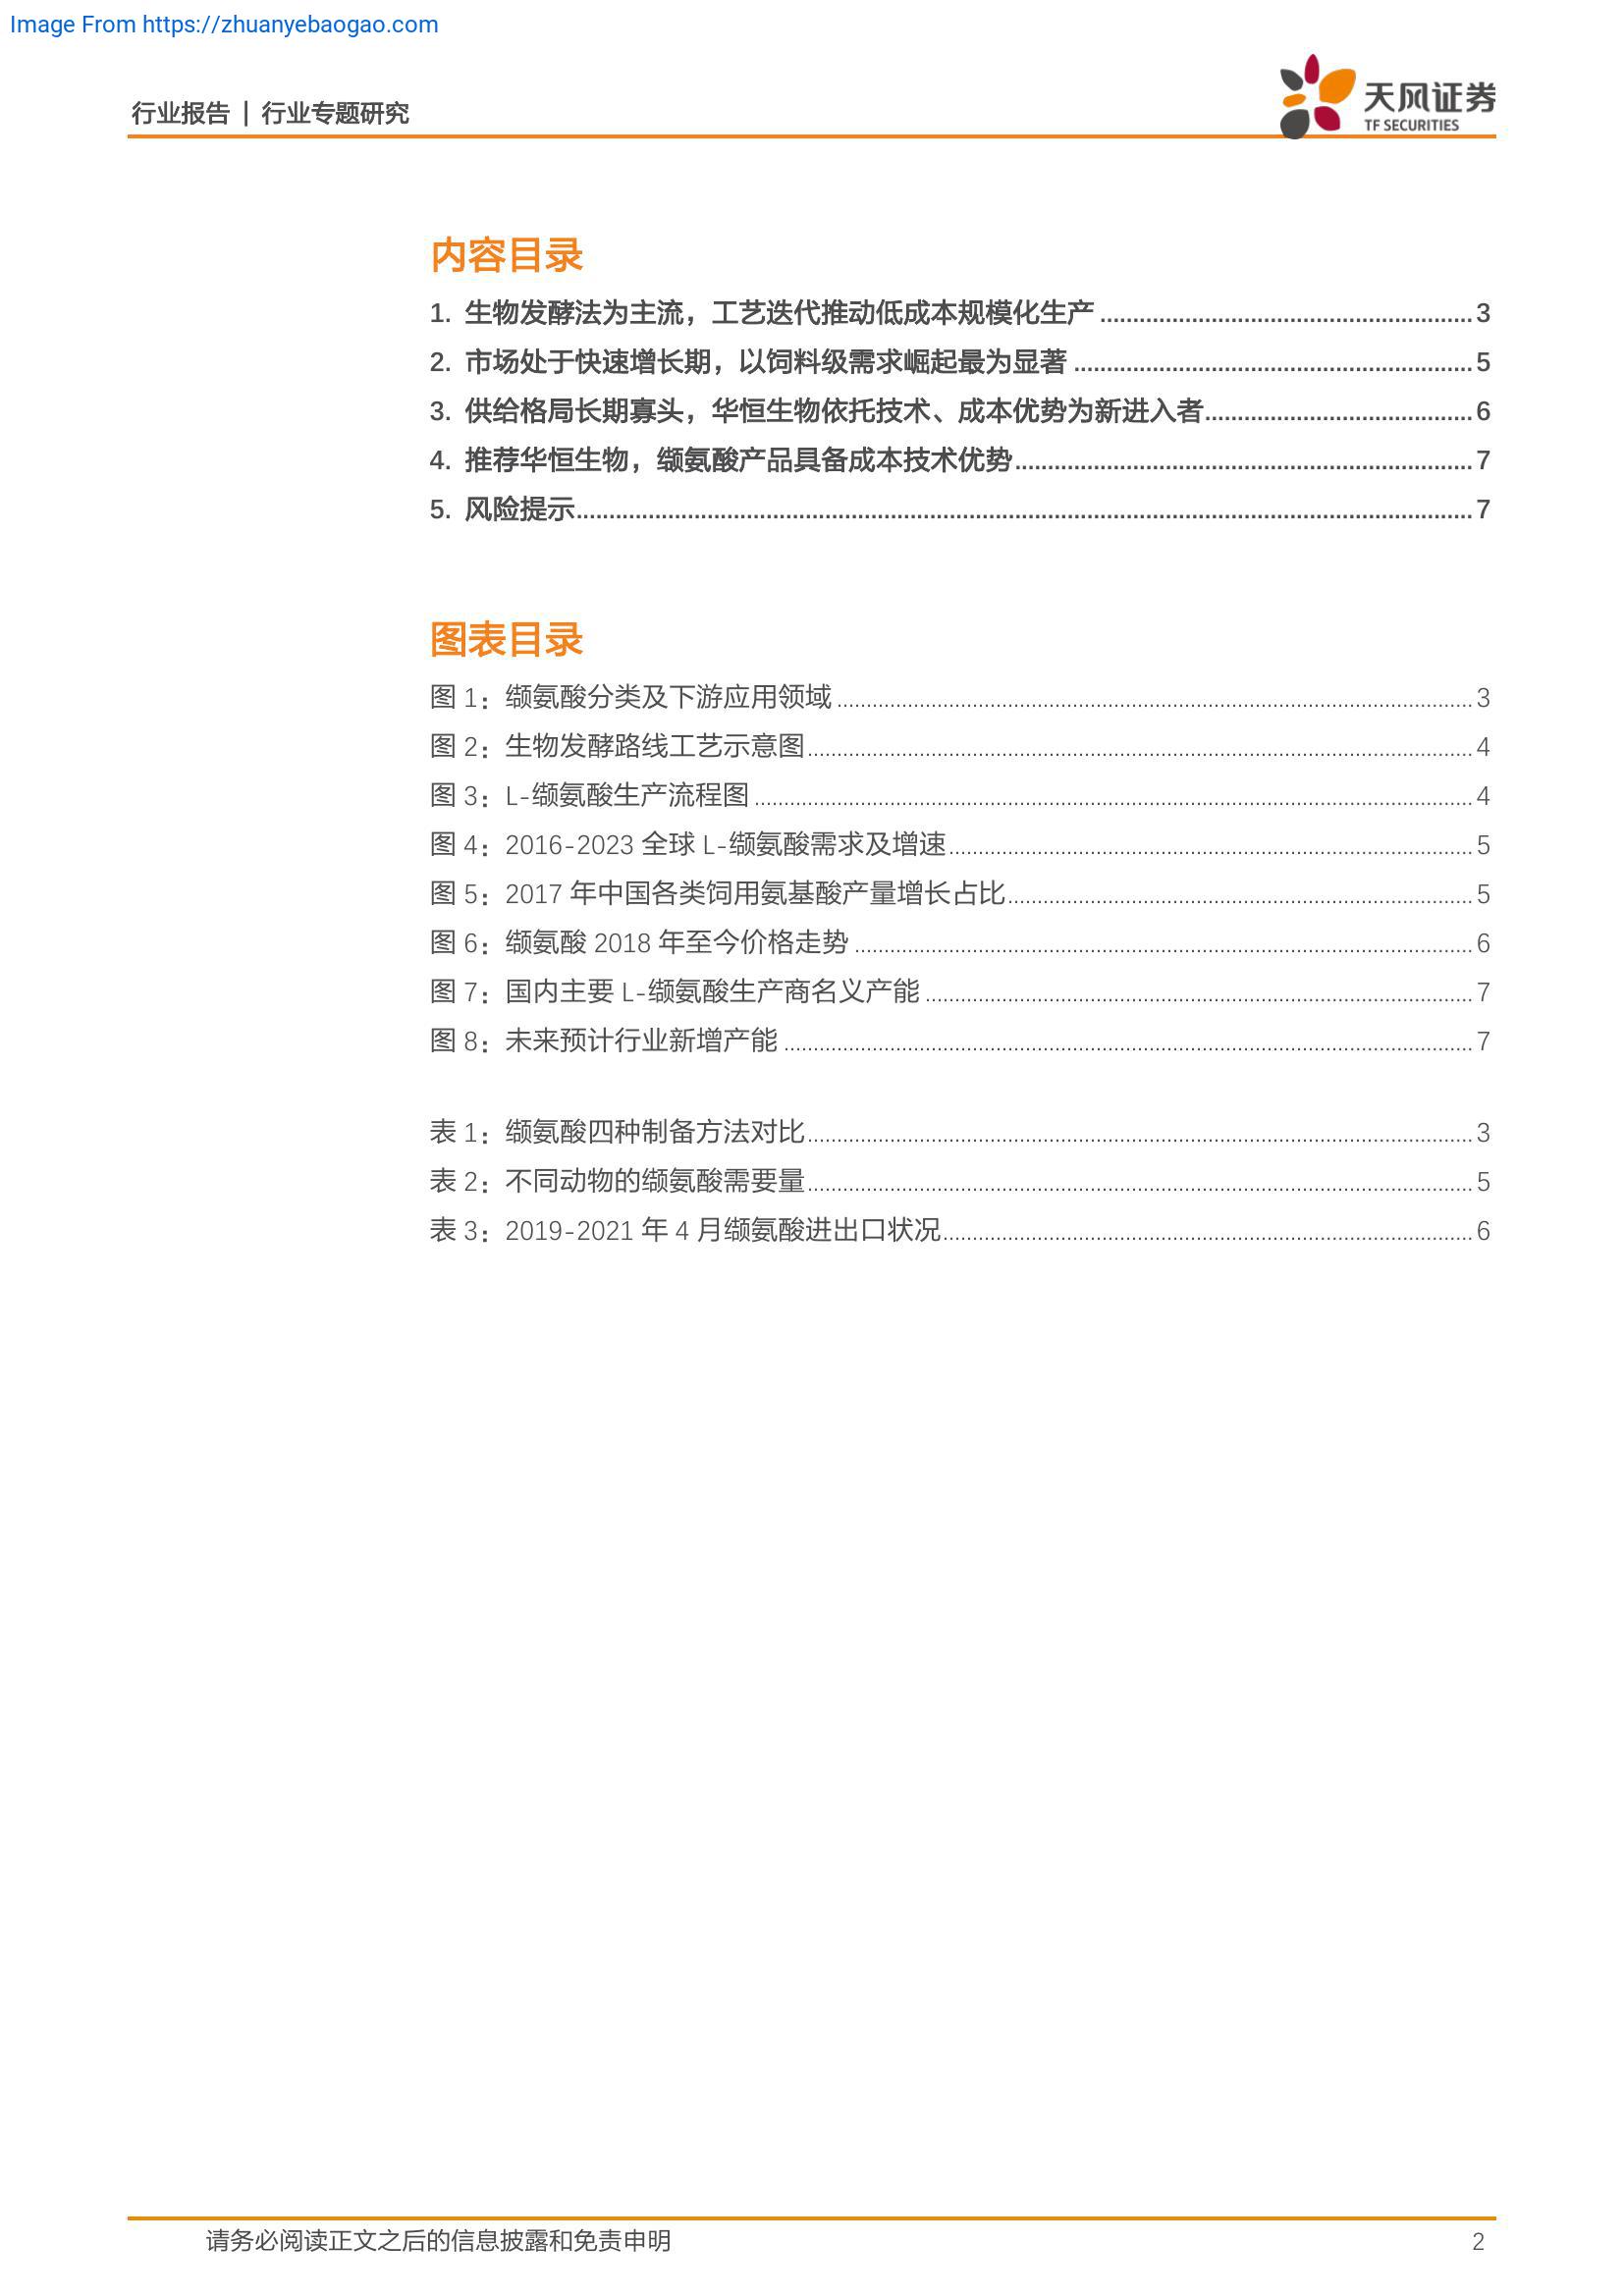 Image From https://zhuanyebaogao.com
行业报告 | 行业专题研究
天风证券
TF SECURITIES
内容目录
1. 生物发酵法为主流，工艺迭代推动低成本规模化生产 ........ 3
2. 市场处于快速增长期，以饲料级需求崛起最为显著 ........ 5
3. 供给格局长期寡头，华恒生物依托技术、成本优势为新进入者........ 6
4. 推荐华恒生物，缬氨酸产品具备成本技术优势........ 7
5. 风险提示........ 7
图表目录
图 1：缬氨酸分类及下游应用领域 ........ 3
图 2：生物发酵路线工艺示意图........ 4
图 3：L-缬氨酸生产流程图 ........ 4
图 4：2016-2023 全球 L-缬氨酸需求及增速........ 5
图 5：2017 年中国各类饲用氨基酸产量增长占比........ 5
图 6：缬氨酸 2018 年至今价格走势 ........ 6
图 7：国内主要 L-缬氨酸生产商名义产能 ........ 7
图 8：未来预计行业新增产能 ........ 7
表 1：缬氨酸四种制备方法对比........ 3
表 2：不同动物的缬氨酸需要量........ 5
表 3：2019-2021 年 4 月缬氨酸进出口状况........ 6
请务必阅读正文之后的信息披露和免责申明 2